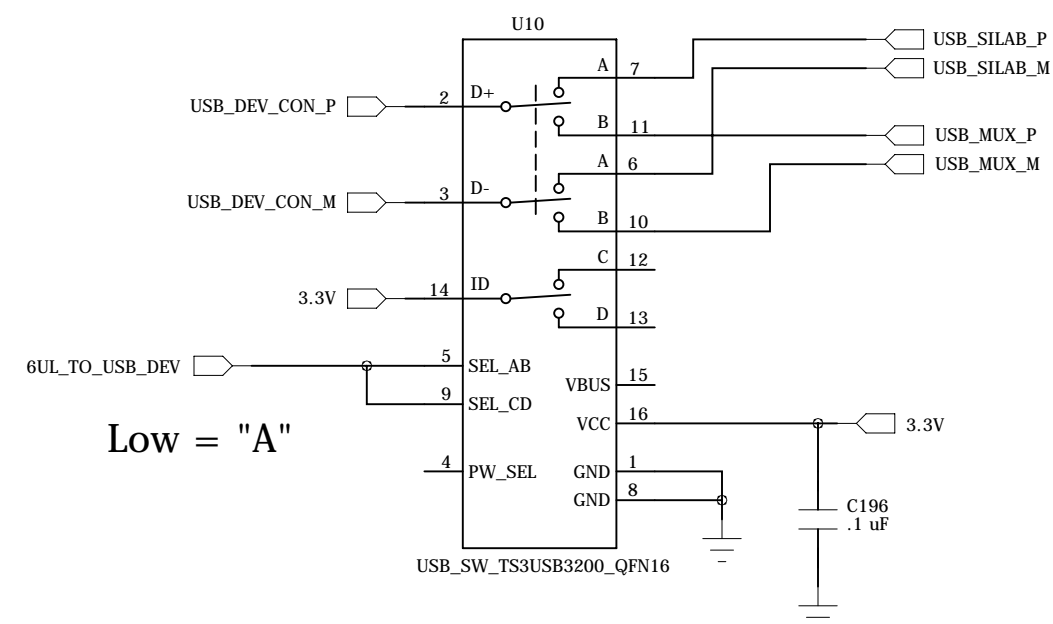 U10
USB_DEV_CON_P 2 D+ A 7 USB_SILAB_P
USB_SILAB_M
B 11 USB_MUX_P
USB_DEV_CON_M 3 D- A 6 USB_MUX_M
B 10
3.3V 14 ID C 12
D 13
6UL_TO_USB_DEV 5 SEL_AB
VBUS 15
9 SEL_CD
VCC 16 3.3V
Low = "A"
4 PW_SEL GND 1
GND 8
C196
.1 uF
USB_SW_TS3USB3200_QFN16